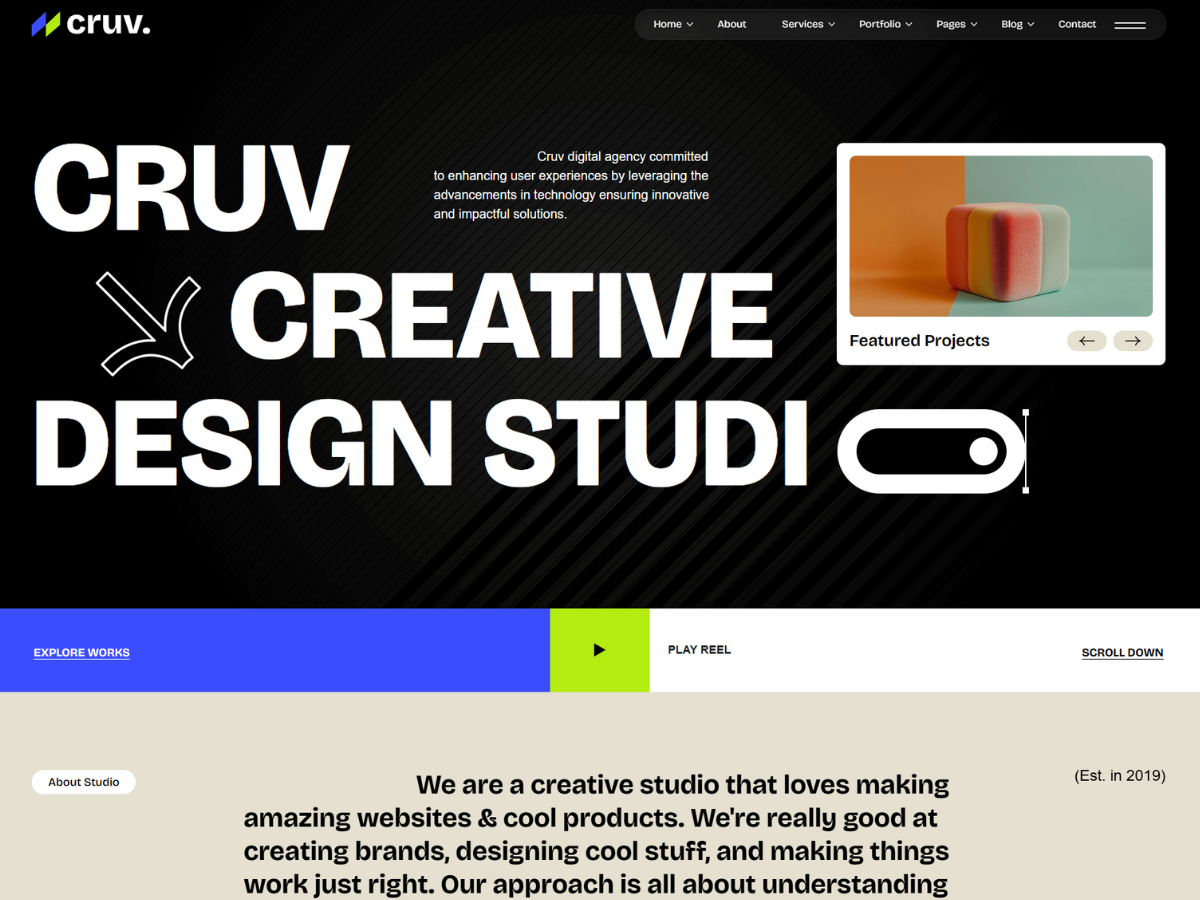 cruv.
Home
About
Services
Portfolio
Pages
Blog
Contact
CRUV
Cruv digital agency committed
to enhancing user experiences by leveraging the
advancements in technology ensuring innovative
and impactful solutions.
CREATIVE
DESIGN STUDI
Featured Projects
EXPLORE WORKS
PLAY REEL
SCROLL DOWN
About Studio
We are a creative studio that loves making
amazing websites & cool products. We're really good at
creating brands, designing cool stuff, and making things
work just right. Our approach is all about understanding
(Est. in 2019)